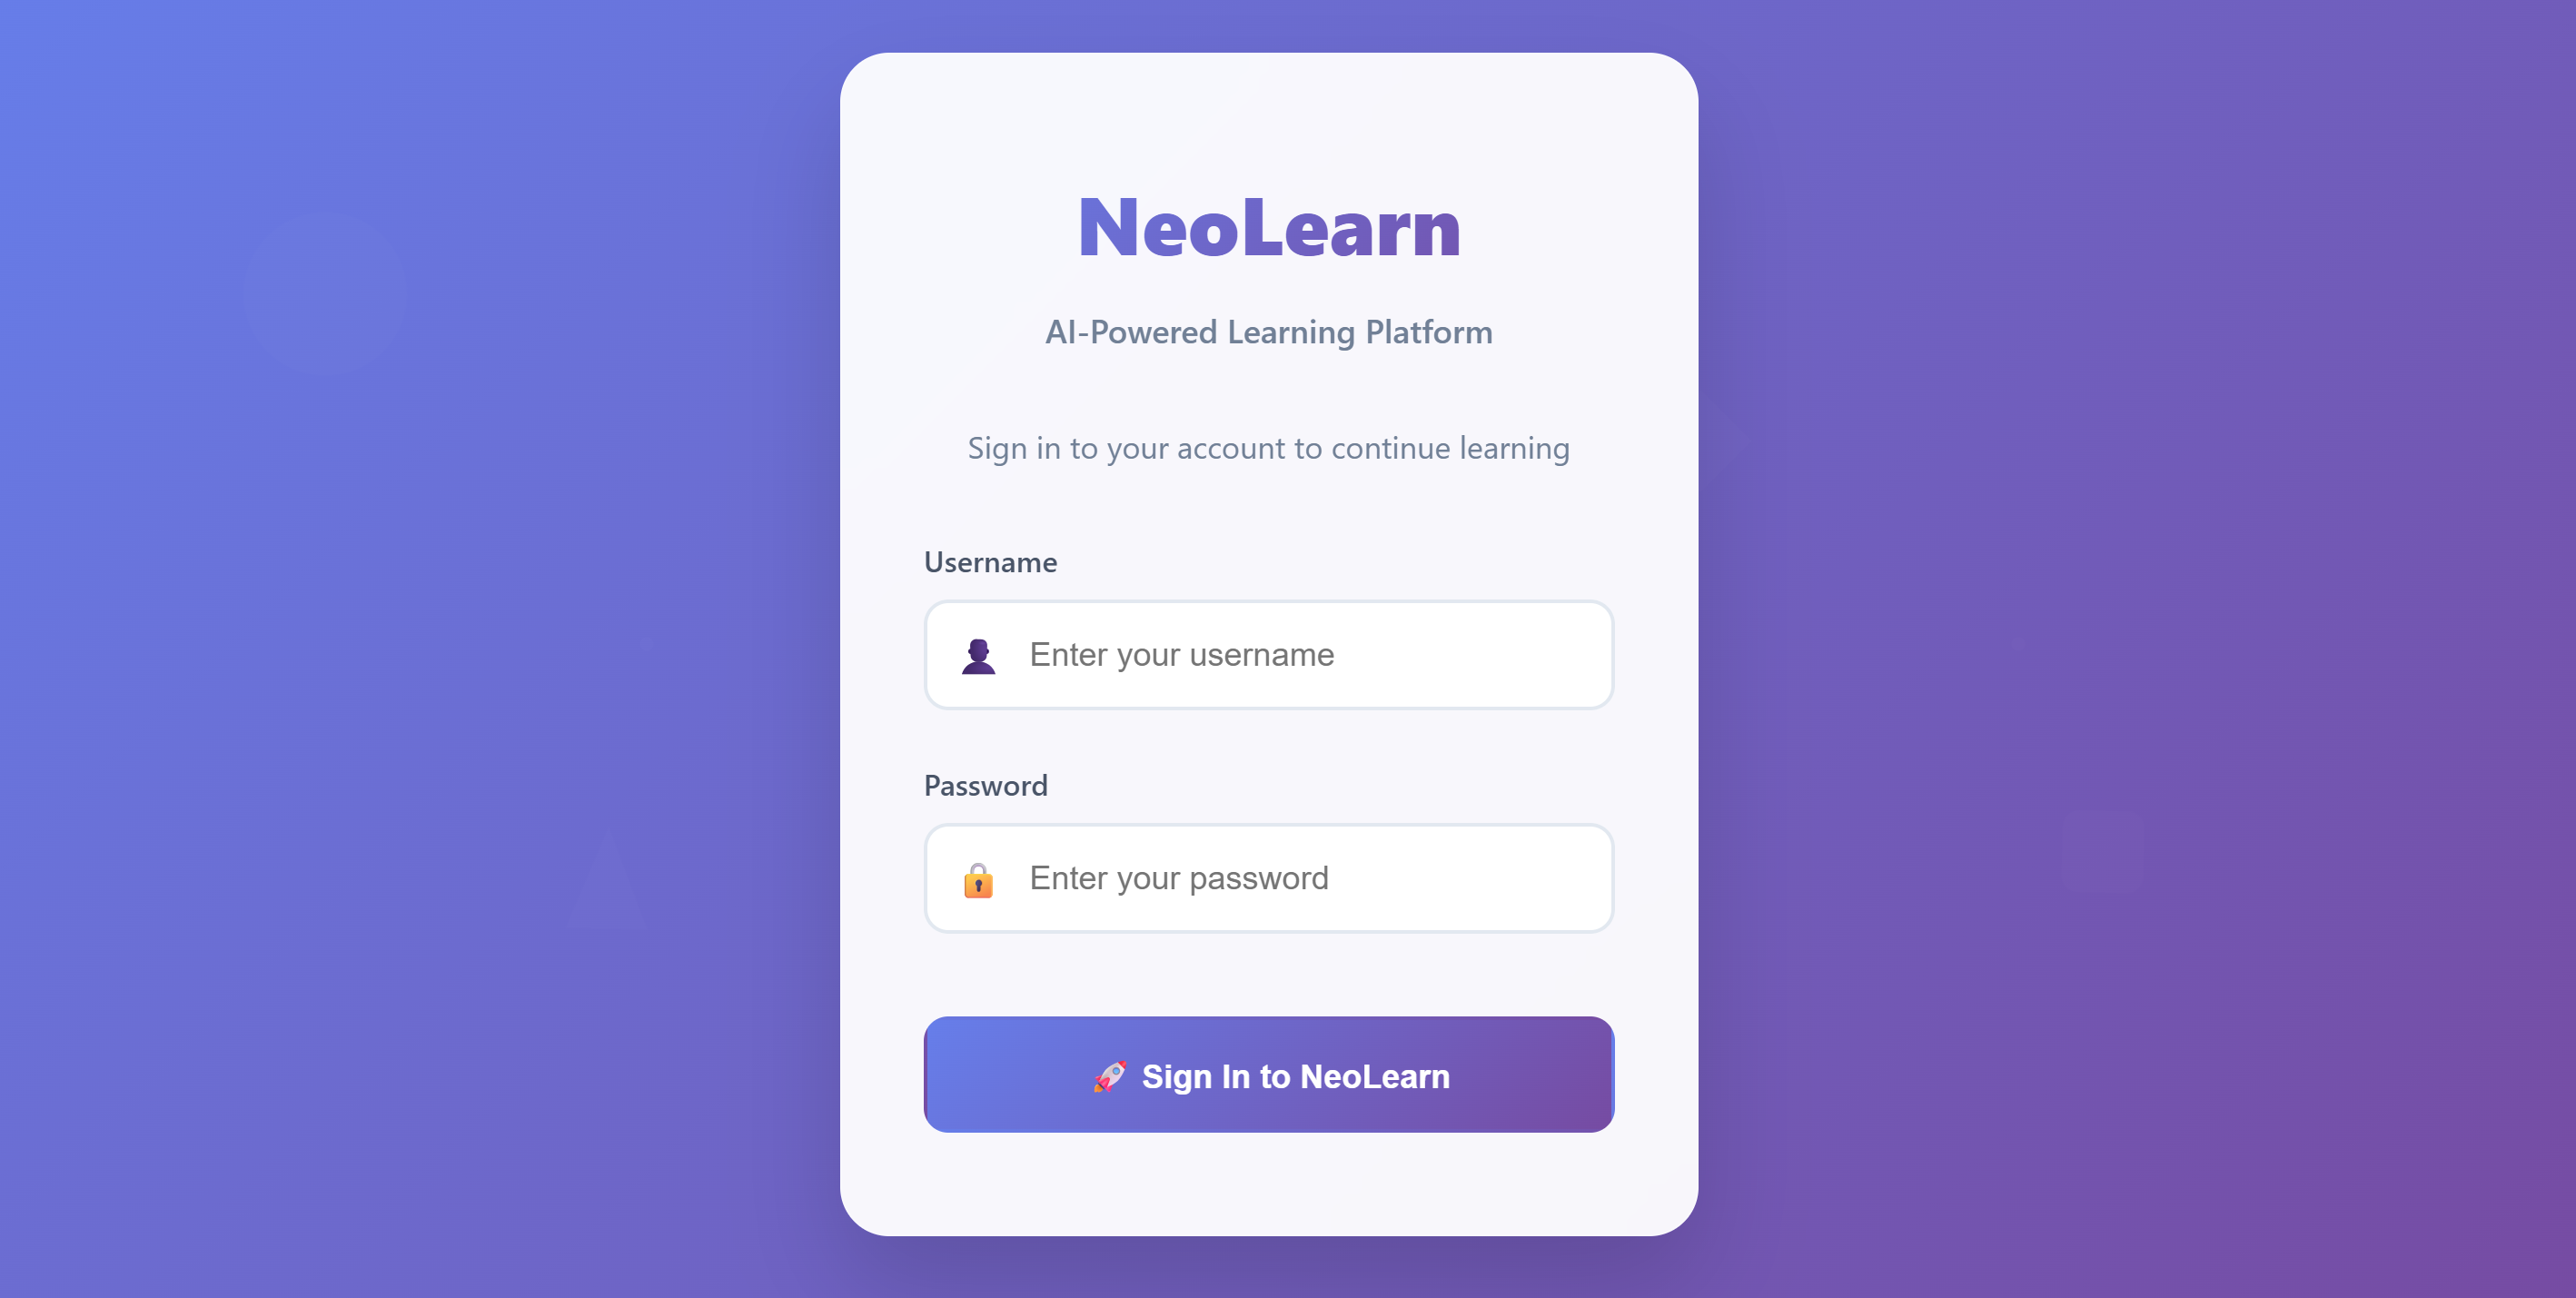 NeoLearn
AI-Powered Learning Platform
Sign in to your account to continue learning
Username
Enter your username
Password
Enter your password
🚀 Sign In to NeoLearn